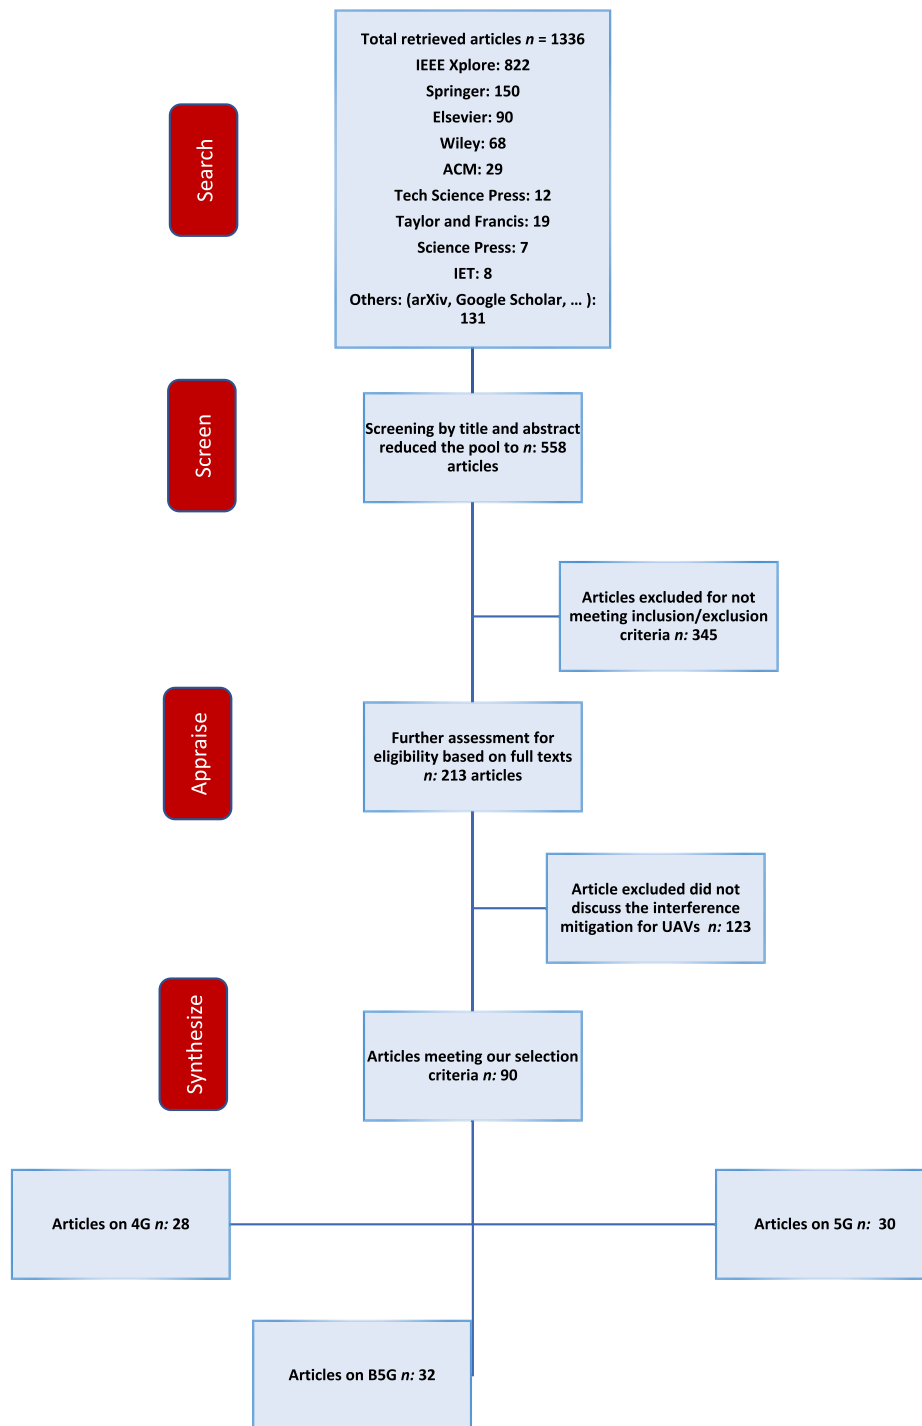 Total retrieved articles n = 1336
IEEE Xplore: 822
Springer: 150
Elsevier: 90
Wiley: 68
ACM: 29
Tech Science Press: 12
Taylor and Francis: 19
Science Press: 7
IET: 8
Others: (arXiv, Google Scholar, ... ):
131
Search
Screening by title and abstract
reduced the pool to n: 558
articles
Screen
Articles excluded for not
meeting inclusion/exclusion
criteria n: 345
Further assessment for
eligibility based on full texts
n: 213 articles
Appraise
Article excluded did not
discuss the interference
mitigation for UAVs n: 123
Articles meeting our selection
criteria n: 90
Synthesize
Articles on 4G n: 28
Articles on 5G n: 30
Articles on B5G n: 32